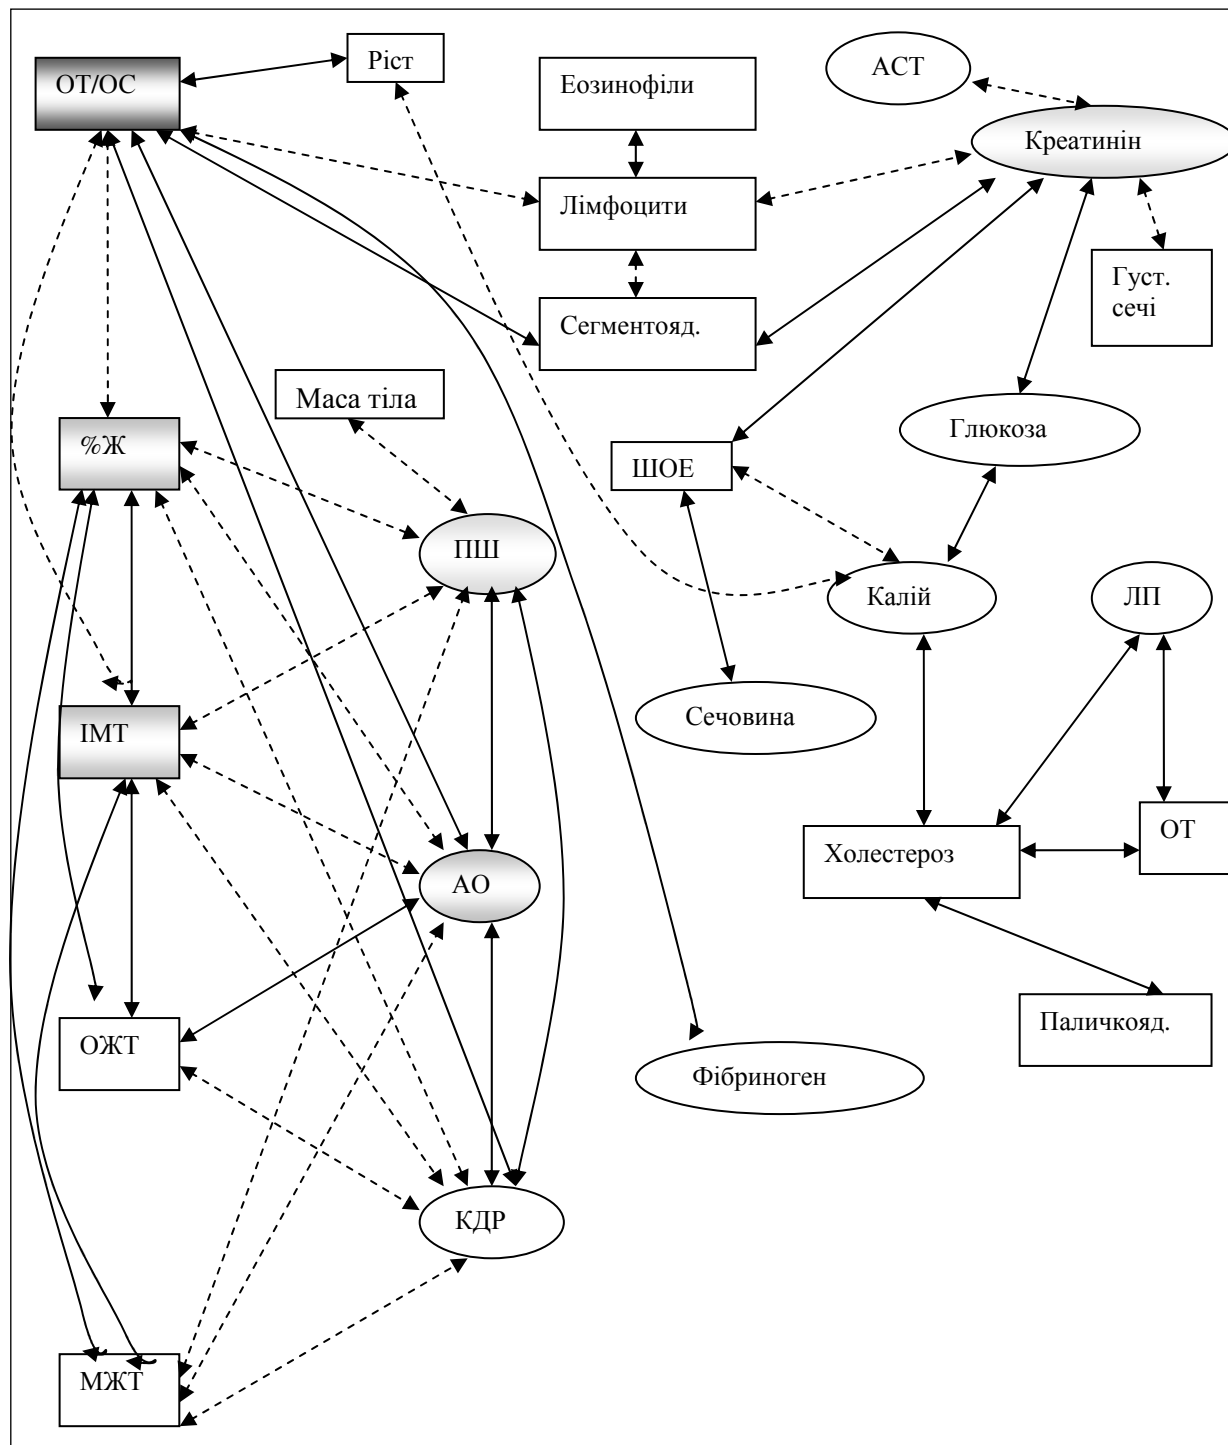 Ріст
АСТ
ОТ/ОС
Еозинофіли
Креатинін
Лімфоцити
Густ.
сечі
Сегментояд.
Маса тіла
%Ж
Глюкоза
ШОЕ
ПШ
Калій
ЛП
Сечовина
ІМТ
Холестероз
ОТ
АО
Паличкояд.
ОЖТ
Фібриноген
КДР
МЖТ